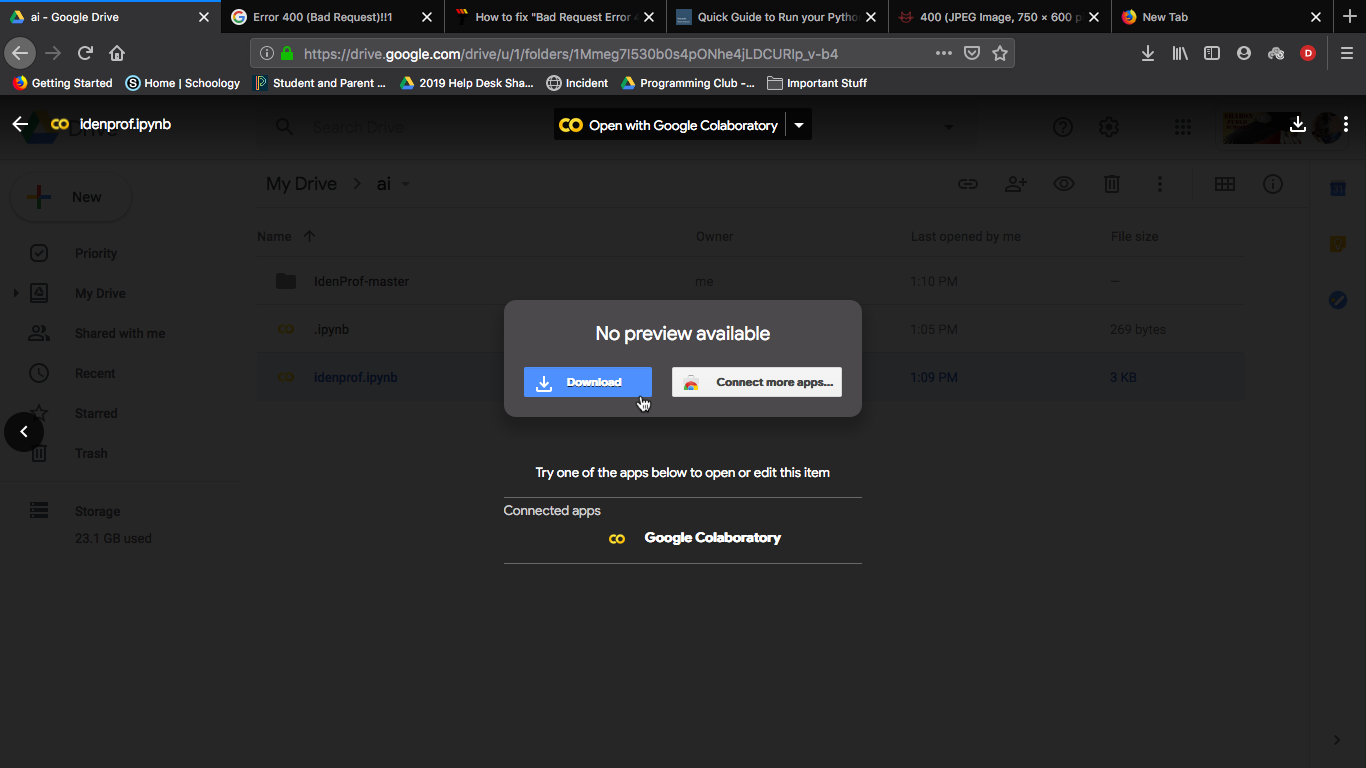 ai - Google Drive
Error 400 (Bad Request)!!1
How to fix "Bad Request Error
Quick Guide to Run your Pytho
400 (JPEG Image, 750 × 600 p
New Tab
https://drive.google.com/drive/u/1/folders/1Mmeg7l530b0s4pONhe4jLDCURlp_v-b4
D
Getting Started
Home | Schoology
Student and Parent ...
2019 Help Desk Sha...
Incident
Programming Club -...
Important Stuff
idenprof.ipynb
Search Drive
Open with Google Colaboratory
My Drive > ai
New
Name
Owner
Last opened by me
File size
Priority
IdenProf-master
me
1:10 PM
—
My Drive
.ipynb
1:05 PM
269 bytes
Shared with me
No preview available
idenprof.ipynb
1:09 PM
3 KB
Recent
Download
Connect more apps...
Starred
Trash
Try one of the apps below to open or edit this item
Storage
23.1 GB used
Connected apps
Google Colaboratory